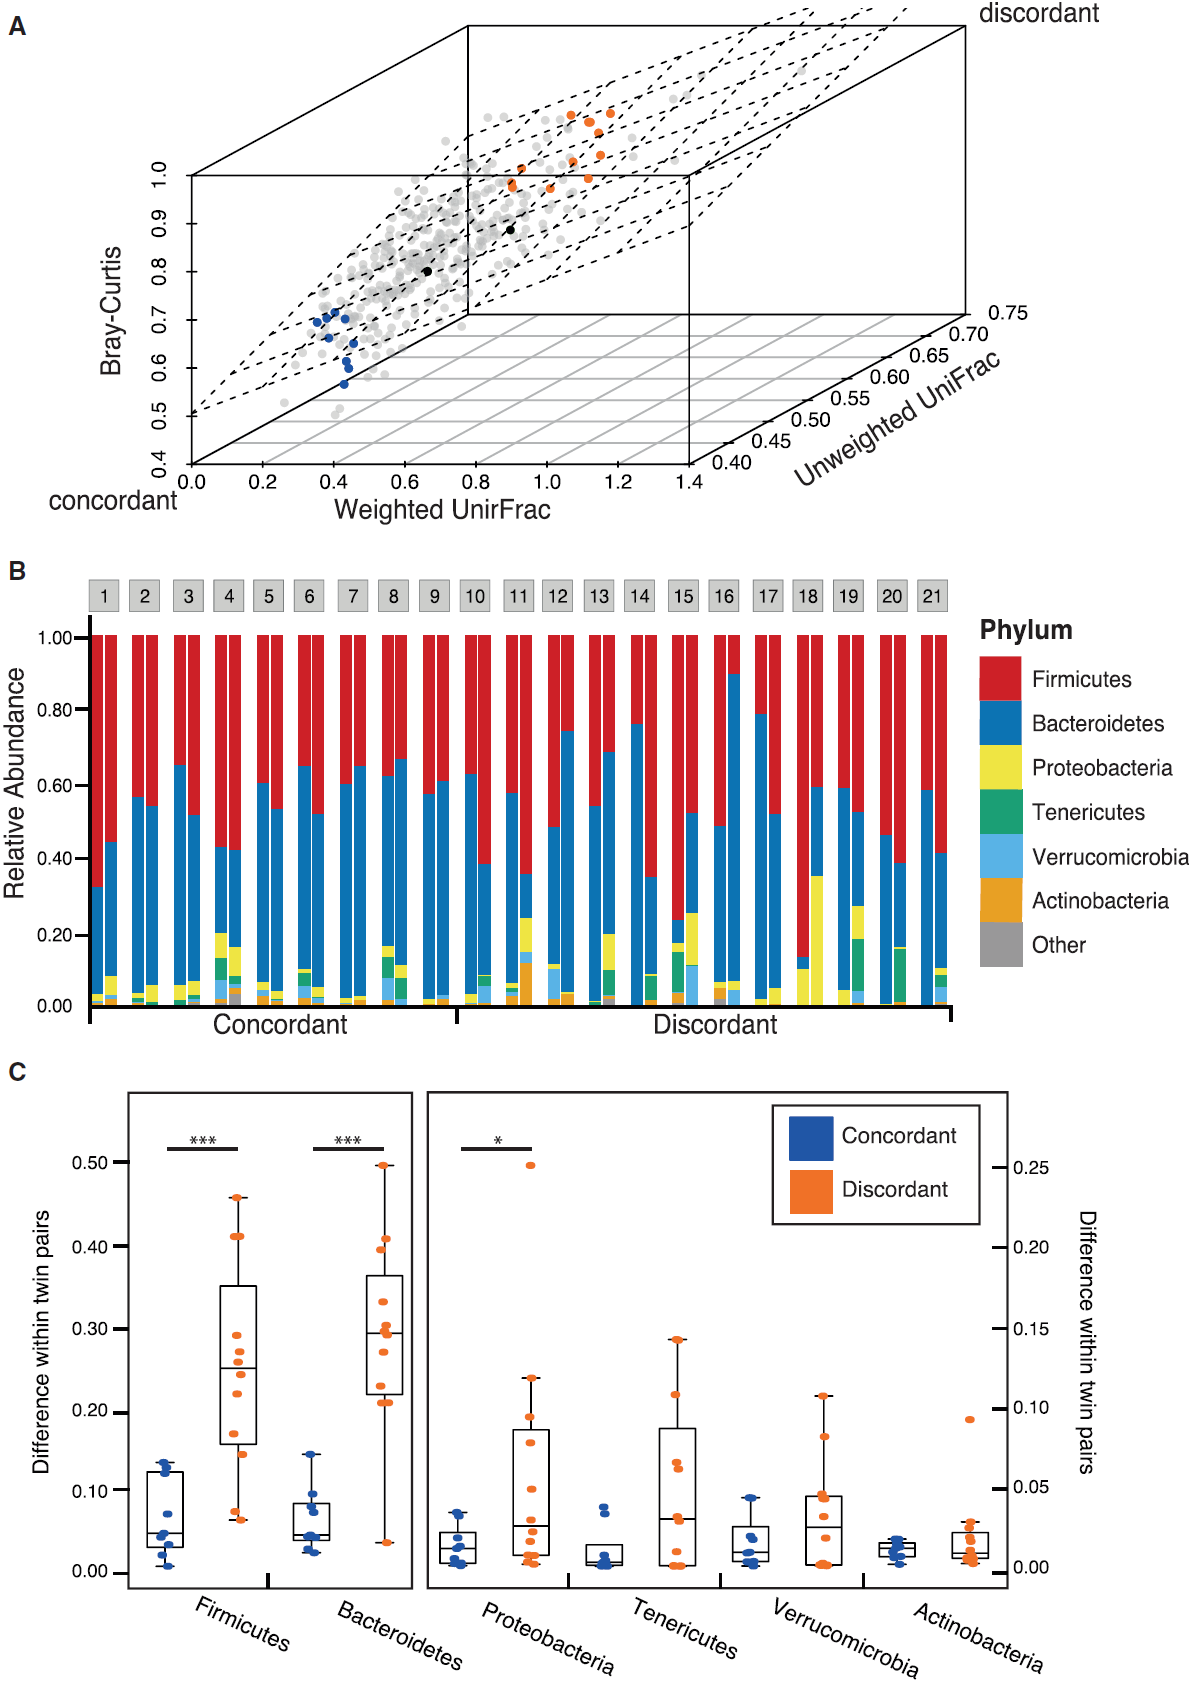 A
discordant
1.0
0.9
0.8
0.7
0.6
0.5
0.4
Bray-Curtis
0.75
0.70
0.65
0.60
0.55
0.50
0.45
0.40
Unweighted UniFrac
0.0 0.2 0.4 0.6 0.8 1.0 1.2 1.4
concordant
Weighted UnirFrac
B
1 2 3 4 5 6 7 8 9 10 11 12 13 14 15 16 17 18 19 20 21
1.00
0.80
0.60
0.40
0.20
0.00
Relative Abundance
Concordant Discordant
Phylum
Firmicutes
Bacteroidetes
Proteobacteria
Tenericutes
Verrucomicrobia
Actinobacteria
Other
C
*** *** *
Concordant
Discordant
0.50
0.40
0.30
0.20
0.10
0.00
Difference within twin pairs
0.25
0.20
0.15
0.10
0.05
0.00
Difference within twin pairs
Firmicutes
Bacteroidetes
Proteobacteria
Tenericutes
Verrucomicrobia
Actinobacteria